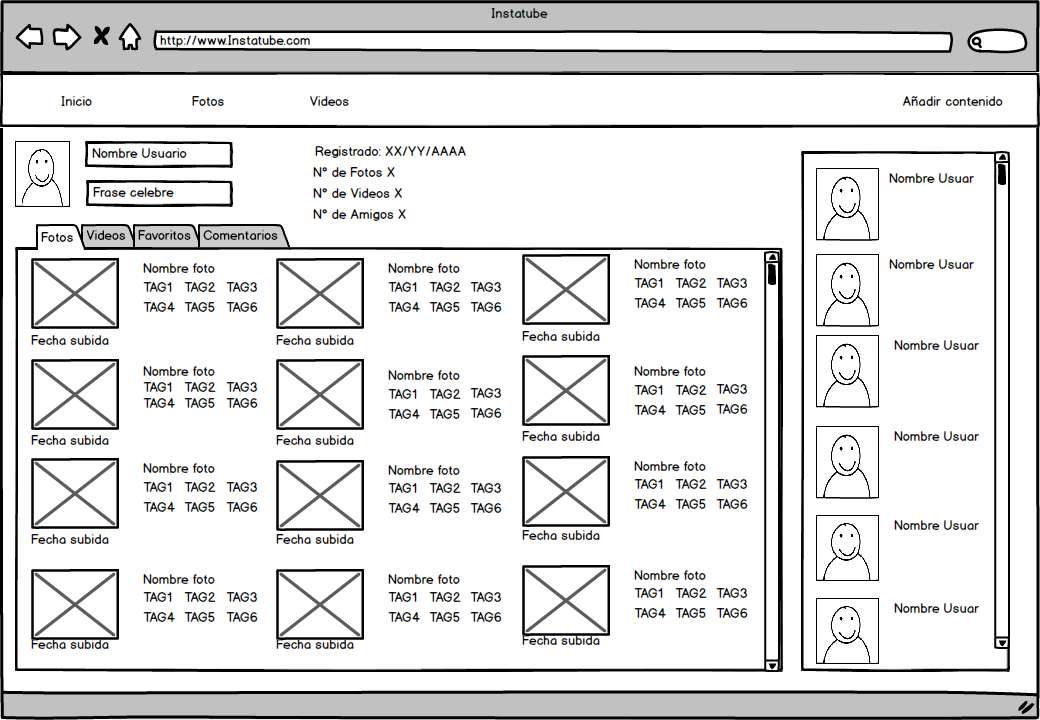 Instatube
http://www.Instatube.com
Inicio Fotos Videos Añadir contenido
Nombre Usuario
Frase celebre
Registrado: XX/YY/AAAA
Nº de Fotos X
Nº de Videos X
Nº de Amigos X
Fotos Videos Favoritos Comentarios
Nombre foto
TAG1 TAG2 TAG3
TAG4 TAG5 TAG6
Fecha subida
Nombre foto
TAG1 TAG2 TAG3
TAG4 TAG5 TAG6
Fecha subida
Nombre foto
TAG1 TAG2 TAG3
TAG4 TAG5 TAG6
Fecha subida
Nombre foto
TAG1 TAG2 TAG3
TAG4 TAG5 TAG6
Fecha subida
Nombre foto
TAG1 TAG2 TAG3
TAG4 TAG5 TAG6
Fecha subida
Nombre foto
TAG1 TAG2 TAG3
TAG4 TAG5 TAG6
Fecha subida
Nombre foto
TAG1 TAG2 TAG3
TAG4 TAG5 TAG6
Fecha subida
Nombre foto
TAG1 TAG2 TAG3
TAG4 TAG5 TAG6
Fecha subida
Nombre foto
TAG1 TAG2 TAG3
TAG4 TAG5 TAG6
Fecha subida
Nombre foto
TAG1 TAG2 TAG3
TAG4 TAG5 TAG6
Fecha subida
Nombre foto
TAG1 TAG2 TAG3
TAG4 TAG5 TAG6
Fecha subida
Nombre foto
TAG1 TAG2 TAG3
TAG4 TAG5 TAG6
Fecha subida
Nombre Usuar
Nombre Usuar
Nombre Usuar
Nombre Usuar
Nombre Usuar
Nombre Usuar